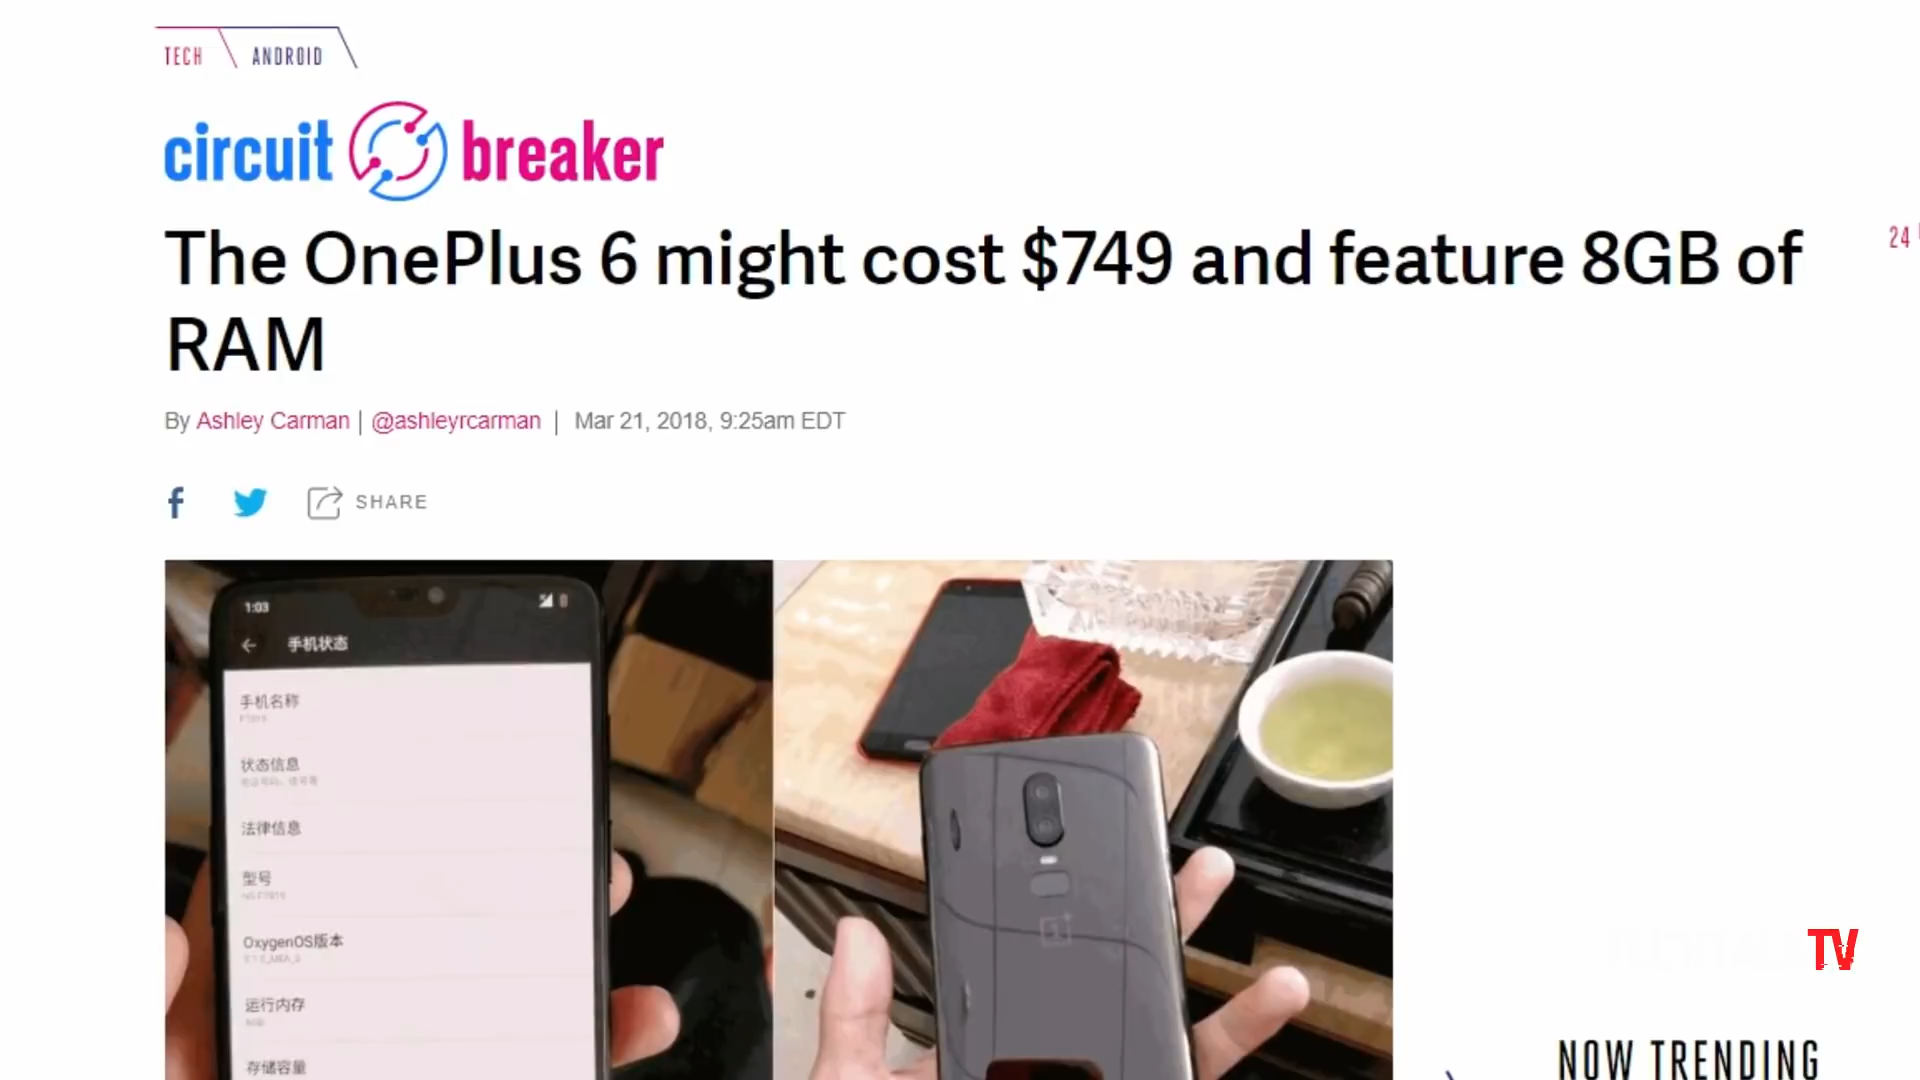 TECH ANDROID
circuit breaker
The OnePlus 6 might cost $749 and feature 8GB of
RAM
24
By Ashley Carman | @ashleyrcarman | Mar 21, 2018, 9:25am EDT
SHARE
1:03
手机状态
手机名称
状态信息
法律信息
型号
OxygenOS版本
运行内存
存储容量
TV
NOW TRENDING